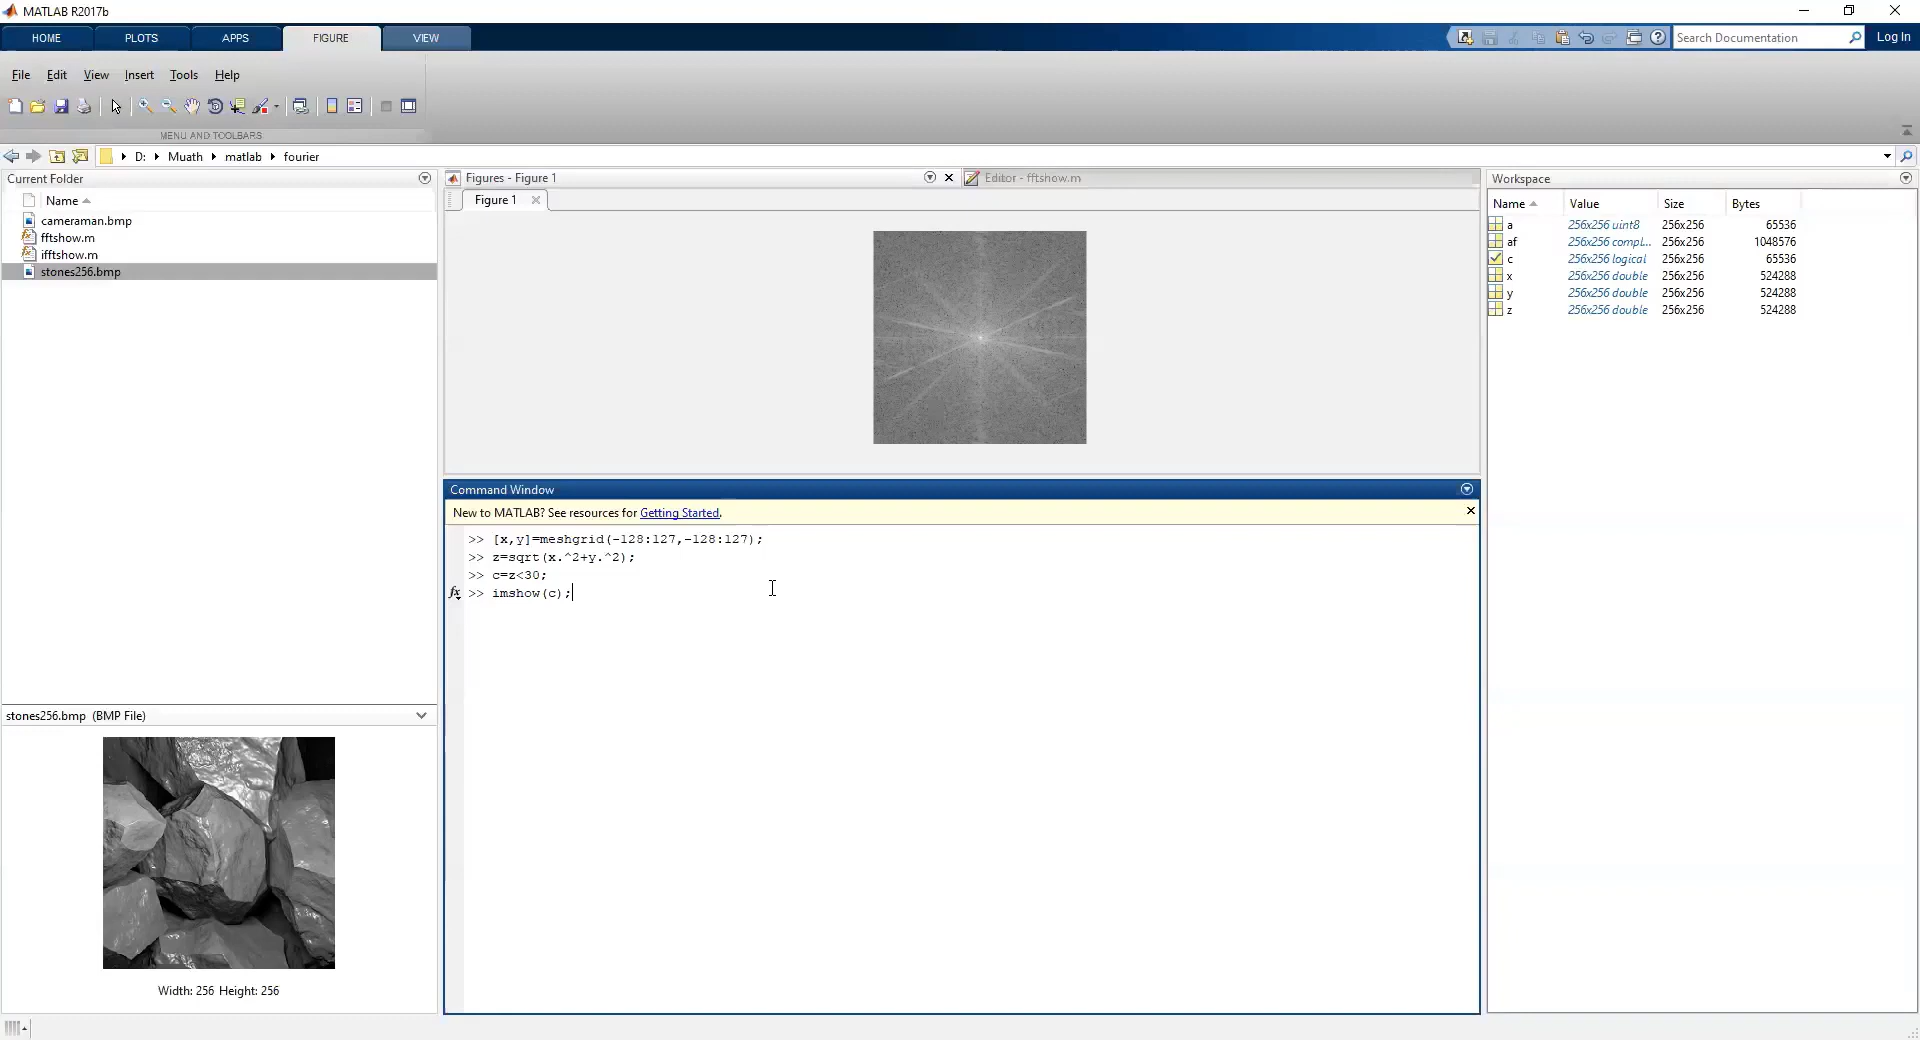 MATLAB R2017b
HOME PLOTS APPS FIGURE VIEW
Search Documentation
Log In
File Edit View Insert Tools Help
MENU AND TOOLBARS
D: Muath matlab fourier
Current Folder
Name
cameraman.bmp
fftshow.m
ifftshow.m
stones256.bmp
stones256.bmp (BMP File)
Width: 256 Height: 256
Figures - Figure 1
Editor - fftshow.m
Figure 1
Command Window
New to MATLAB? See resources for Getting Started.
>> [x,y]=meshgrid(-128:127,-128:127);
>> z=sqrt(x.^2+y.^2);
>> c=z<30;
fx >> imshow(c);
Workspace
Name Value Size Bytes
a 256x256 uint8 256x256 65536
af 256x256 compl... 256x256 1048576
c 256x256 logical 256x256 65536
x 256x256 double 256x256 524288
y 256x256 double 256x256 524288
z 256x256 double 256x256 524288